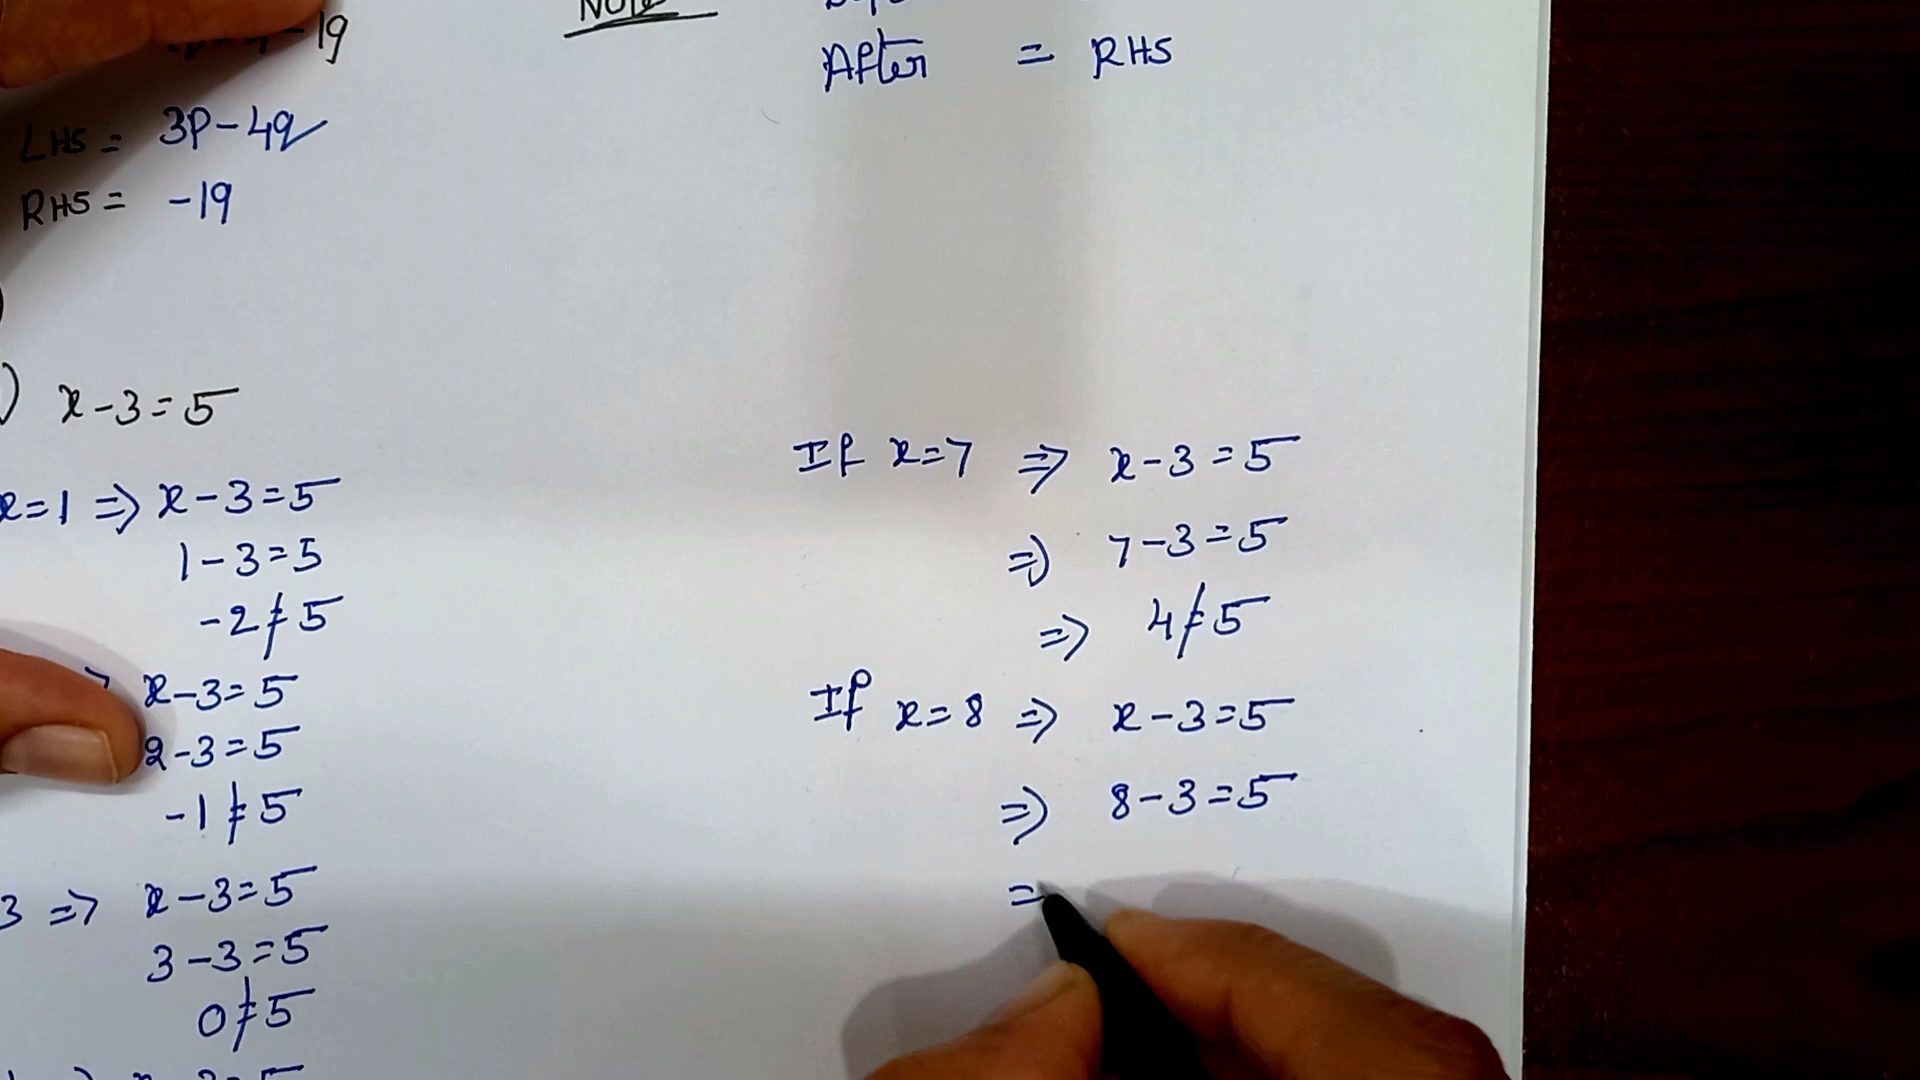 -19
Note
After = RHS
LHS = 3P-4q
RHS = -19
x-3=5
x=1 => x-3=5
1-3=5
-2≠5
x-3=5
2-3=5
-1≠5
3 => x-3=5
3-3=5
0≠5
If x=7 => x-3=5
=> 7-3=5
=> 4≠5
If x=8 => x-3=5
=> 8-3=5
=